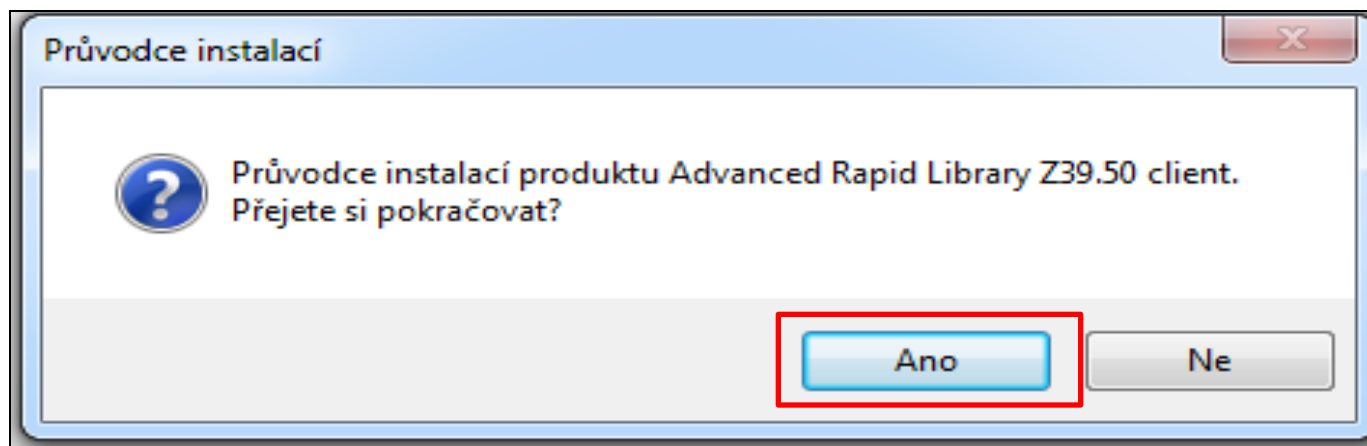 Průvodce instalací
Průvodce instalací produktu Advanced Rapid Library Z39.50 client.
Přejete si pokračovat?
Ano
Ne